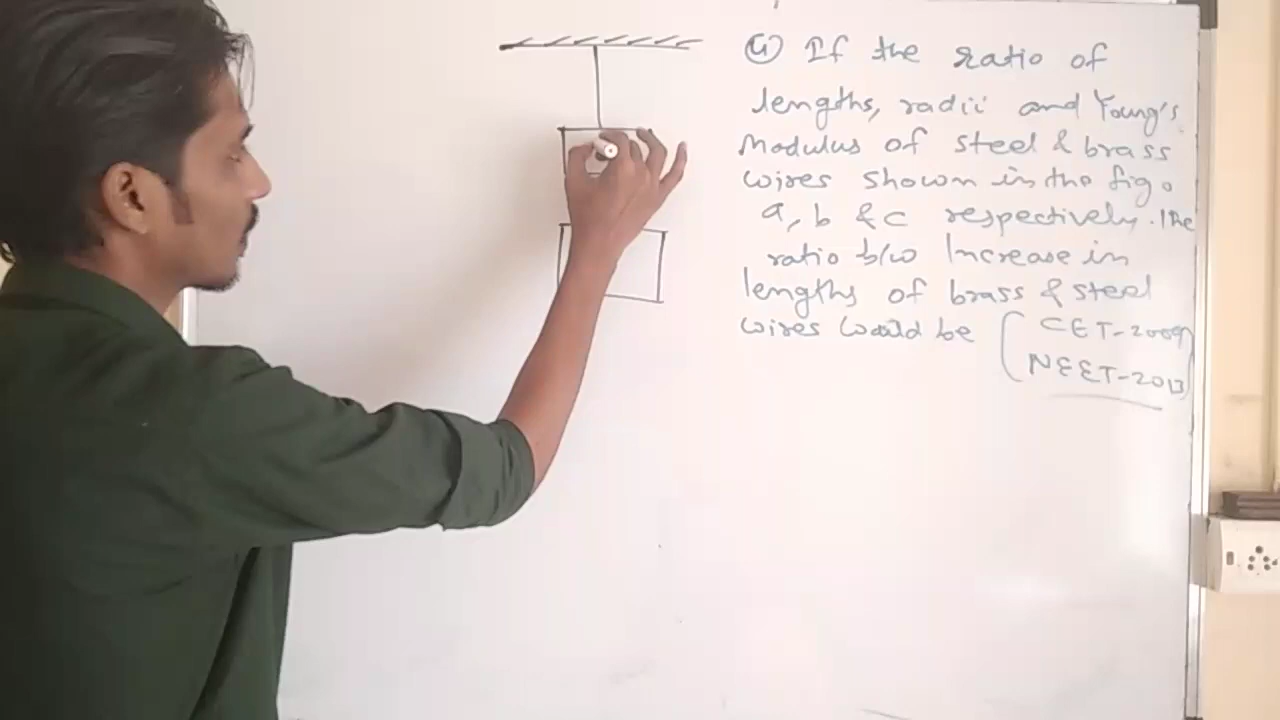 4) If the ratio of
lengths, radii and Young's
Modulus of steel & brass
wires shown in the fig.
a, b & c respectively. The
ratio b/w Increase in
lengths of brass & steel
wires would be (CET-2009
NEET-2013)